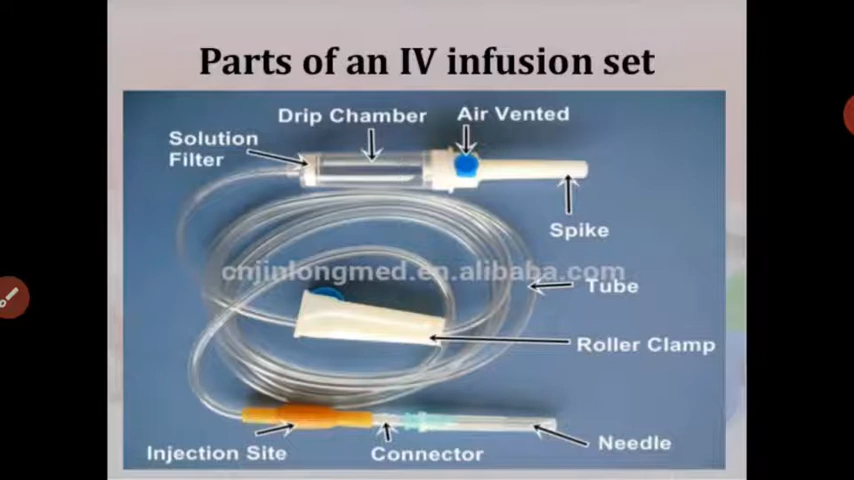 Parts of an IV infusion set
Drip Chamber
Air Vented
Solution
Filter
Spike
cnjinlongmed.en.alibaba.com
Tube
Roller Clamp
Injection Site
Connector
Needle